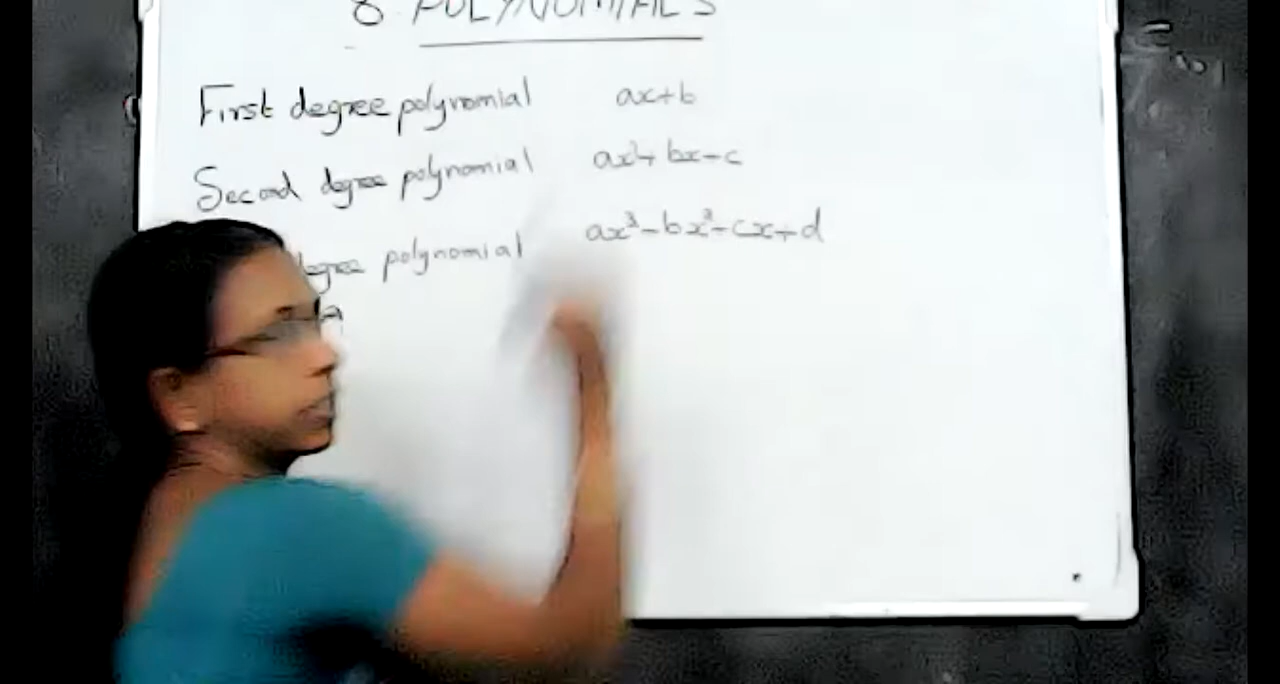 8 POLYNOMIALS
First degree polynomial ax+b
Second degree polynomial ax²+bx-c
degree polynomial ax³-bx²-cx+d